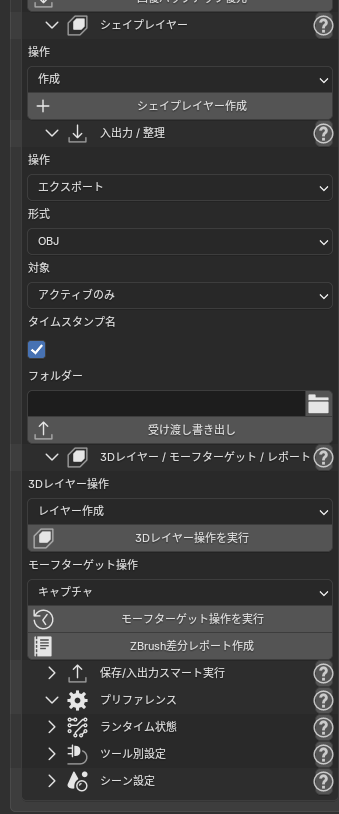 シェイプレイヤー
操作
作成
シェイプレイヤー作成
入出力 / 整理
操作
エクスポート
形式
OBJ
対象
アクティブのみ
タイムスタンプ名
フォルダー
受け渡し書き出し
3Dレイヤー / モーフターゲット / レポート
3Dレイヤー操作
レイヤー作成
3Dレイヤー操作を実行
モーフターゲット操作
キャプチャ
モーフターゲット操作を実行
ZBrush差分レポート作成
保存/入出力スマート実行
プリファレンス
ランタイム状態
ツール別設定
シーン設定